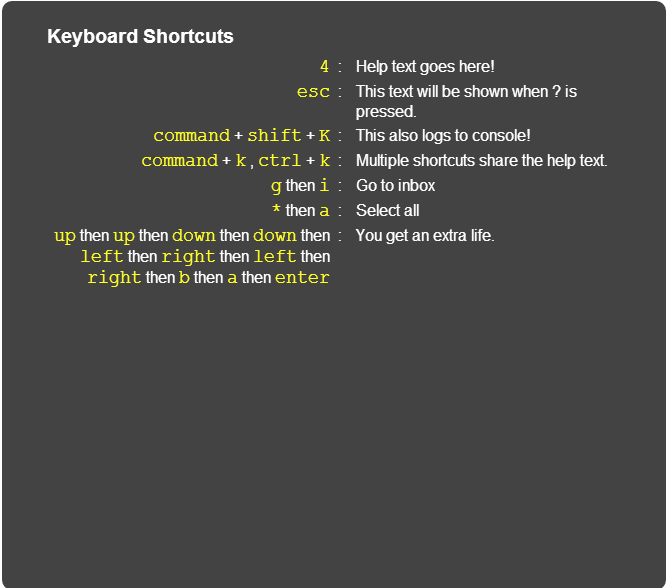 Keyboard Shortcuts
4 : Help text goes here!
esc : This text will be shown when ? is
pressed.
command + shift + K : This also logs to console!
command + k , ctrl + k : Multiple shortcuts share the help text.
g then i : Go to inbox
* then a : Select all
up then up then down then down then : You get an extra life.
left then right then left then
right then b then a then enter